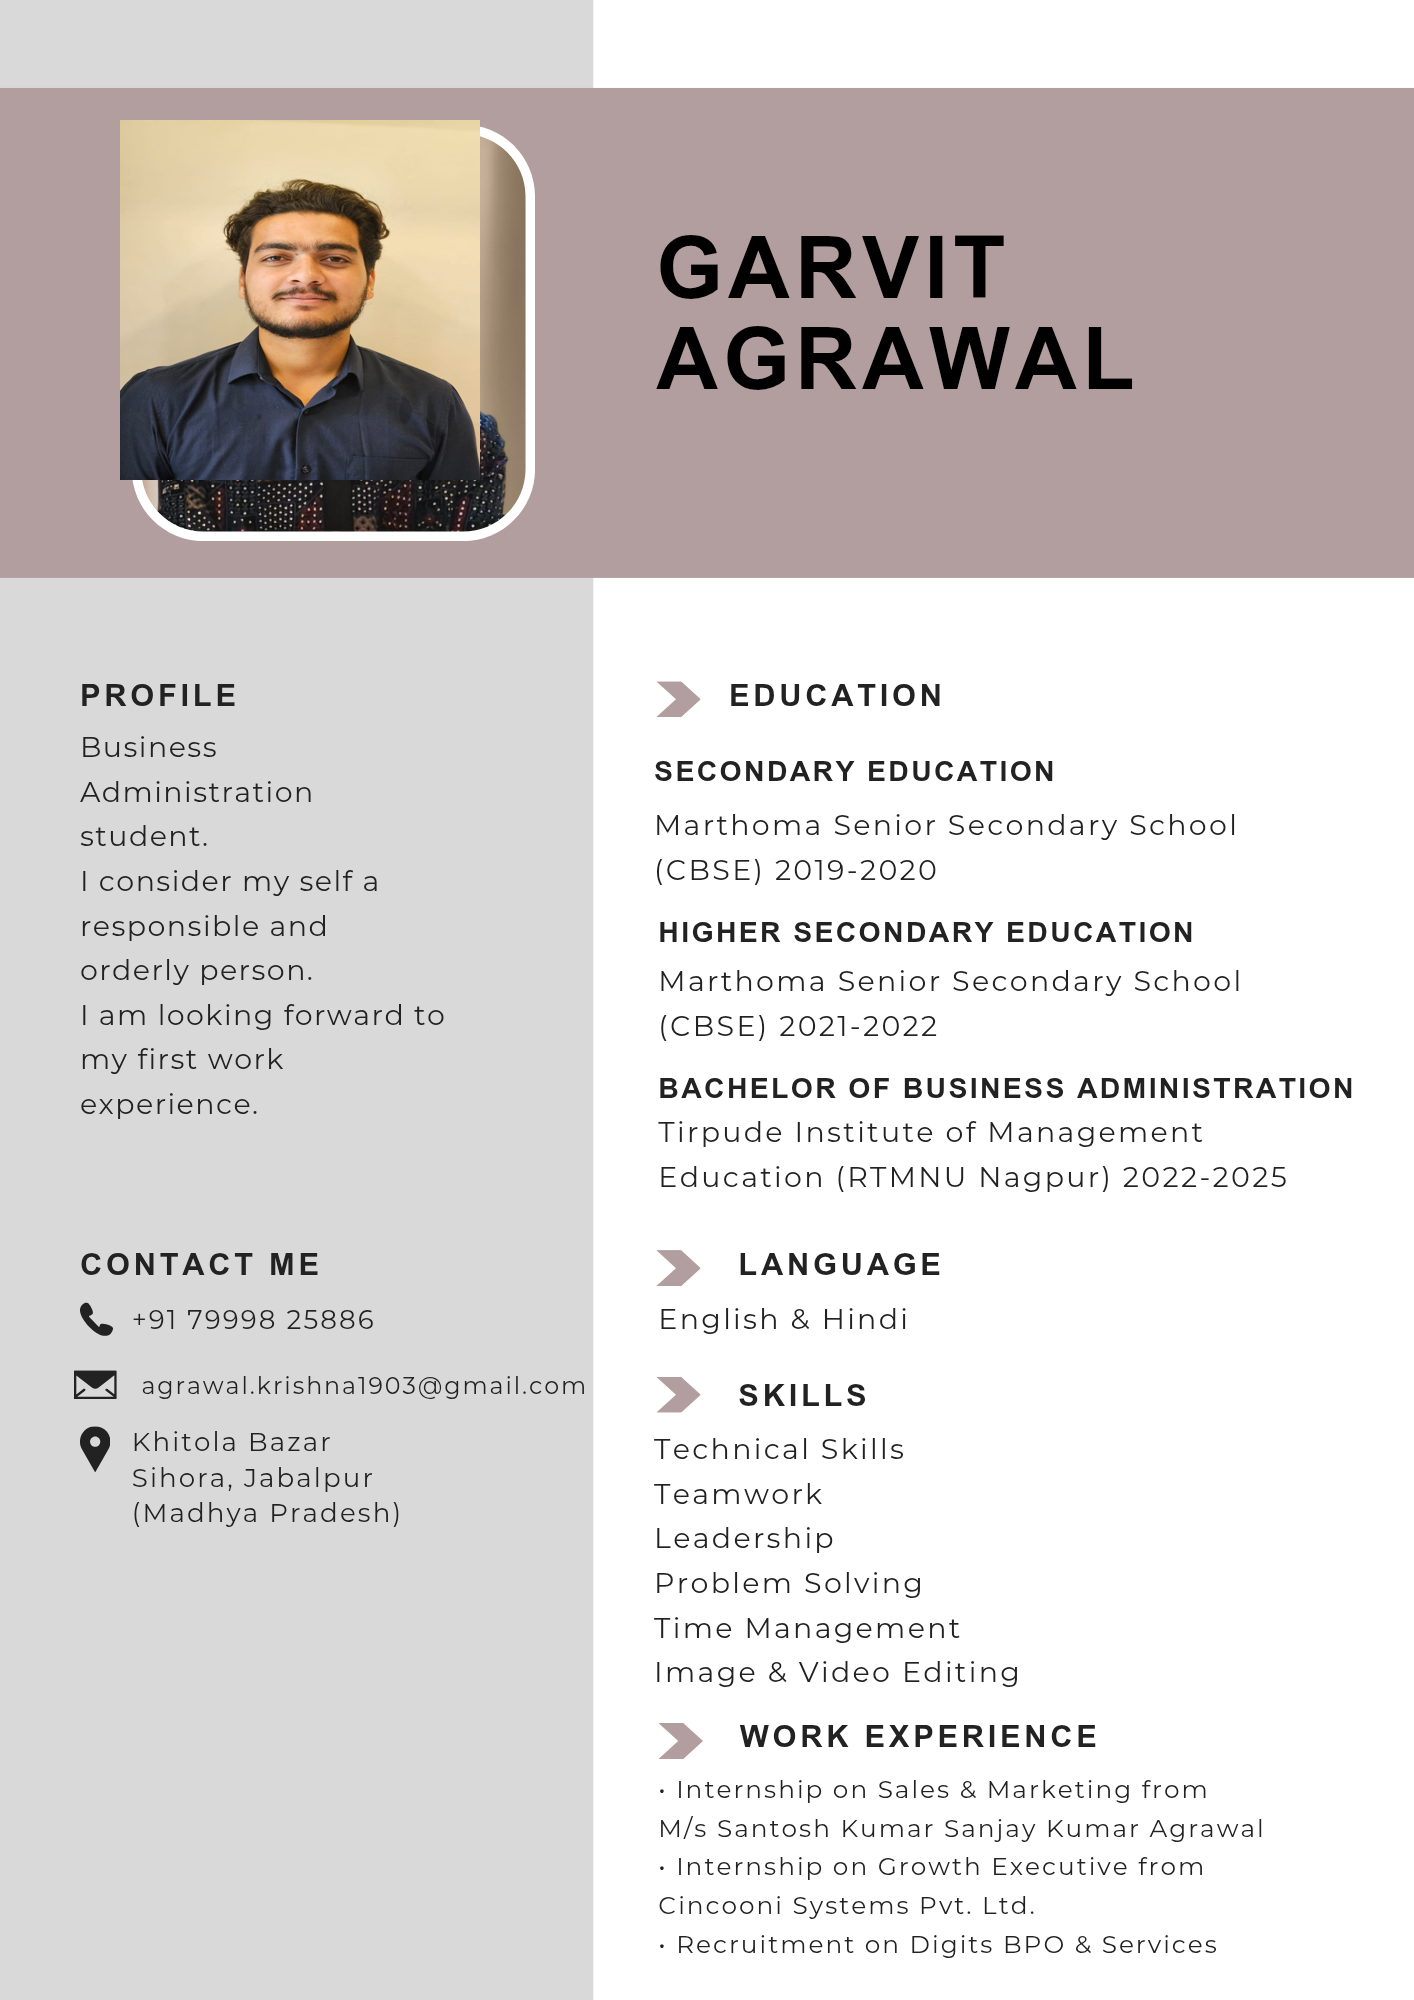 GARVIT
AGRAWAL
PROFILE
Business
Administration
student.
I consider my self a
responsible and
orderly person.
I am looking forward to
my first work
experience.
CONTACT ME
+91 79998 25886
agrawal.krishna1903@gmail.com
Khitola Bazar
Sihora, Jabalpur
(Madhya Pradesh)
EDUCATION
SECONDARY EDUCATION
Marthoma Senior Secondary School
(CBSE) 2019-2020
HIGHER SECONDARY EDUCATION
Marthoma Senior Secondary School
(CBSE) 2021-2022
BACHELOR OF BUSINESS ADMINISTRATION
Tirpude Institute of Management
Education (RTMNU Nagpur) 2022-2025
LANGUAGE
English & Hindi
SKILLS
Technical Skills
Teamwork
Leadership
Problem Solving
Time Management
Image & Video Editing
WORK EXPERIENCE
• Internship on Sales & Marketing from
M/s Santosh Kumar Sanjay Kumar Agrawal
• Internship on Growth Executive from
Cincooni Systems Pvt. Ltd.
• Recruitment on Digits BPO & Services